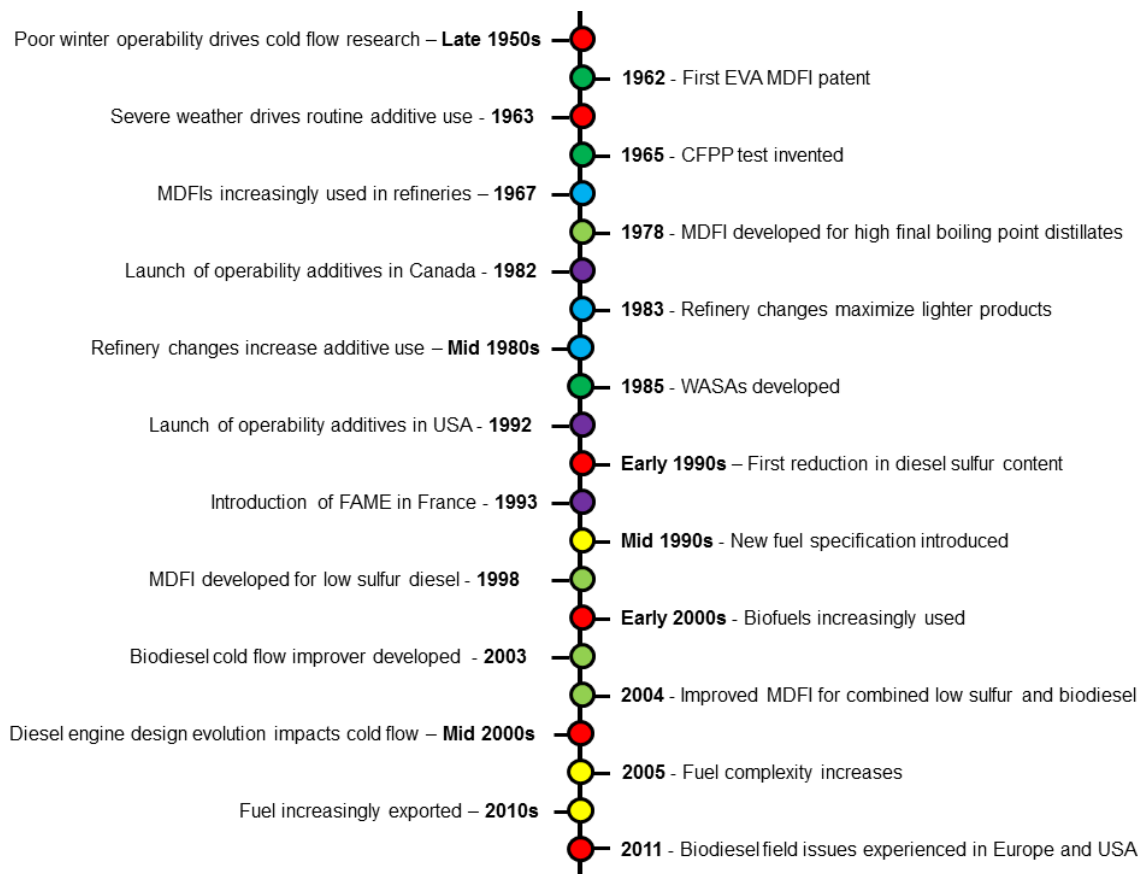 Poor winter operability drives cold flow research – Late 1950s
1962 - First EVA MDFI patent
Severe weather drives routine additive use - 1963
1965 - CFPP test invented
MDFIs increasingly used in refineries – 1967
1978 - MDFI developed for high final boiling point distillates
Launch of operability additives in Canada - 1982
1983 - Refinery changes maximize lighter products
Refinery changes increase additive use – Mid 1980s
1985 - WASAs developed
Launch of operability additives in USA - 1992
Early 1990s – First reduction in diesel sulfur content
Introduction of FAME in France - 1993
Mid 1990s - New fuel specification introduced
MDFI developed for low sulfur diesel - 1998
Early 2000s - Biofuels increasingly used
Biodiesel cold flow improver developed - 2003
2004 - Improved MDFI for combined low sulfur and biodiesel
Diesel engine design evolution impacts cold flow – Mid 2000s
2005 - Fuel complexity increases
Fuel increasingly exported – 2010s
2011 - Biodiesel field issues experienced in Europe and USA